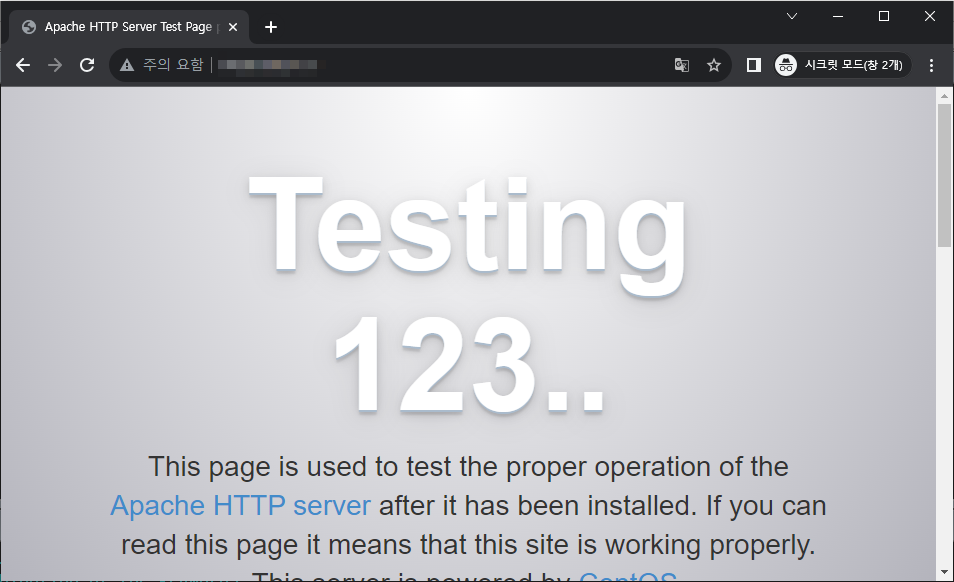 Apache HTTP Server Test Page
주의 요함
시크릿 모드(창 2개)
Testing
123..
This page is used to test the proper operation of the
Apache HTTP server after it has been installed. If you can
read this page it means that this site is working properly.
This server is powered by CentOS.